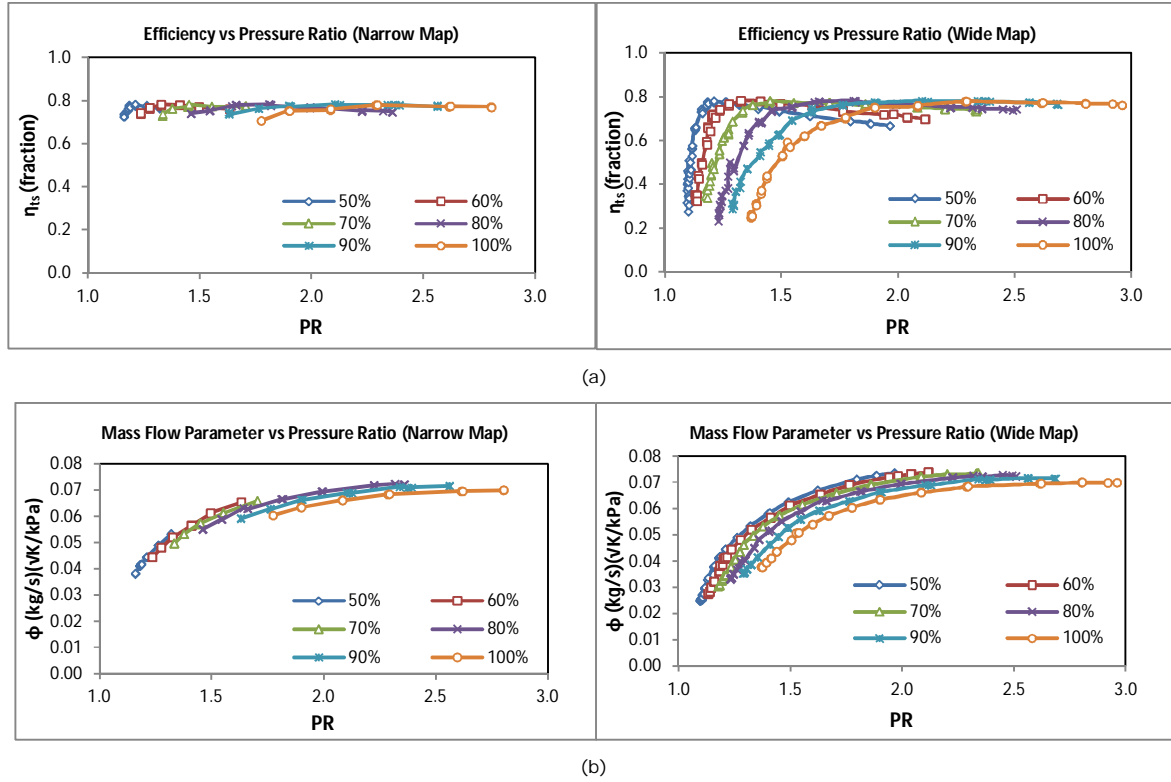 Efficiency vs Pressure Ratio (Narrow Map)
1.0
0.8
0.6
0.4
0.2
0.0
1.0 1.5 2.0 2.5 3.0
ηts (fraction)
PR
50% 60%
70% 80%
90% 100%
Efficiency vs Pressure Ratio (Wide Map)
1.0
0.8
0.6
0.4
0.2
0.0
1.0 1.5 2.0 2.5 3.0
ηts (fraction)
PR
50% 60%
70% 80%
90% 100%
(a)
Mass Flow Parameter vs Pressure Ratio (Narrow Map)
0.08
0.07
0.06
0.05
0.04
0.03
0.02
0.01
0.00
1.0 1.5 2.0 2.5 3.0
ϕ (kg/s)(√K/kPa)
PR
50% 60%
70% 80%
90% 100%
Mass Flow Parameter vs Pressure Ratio (Wide Map)
0.08
0.07
0.06
0.05
0.04
0.03
0.02
0.01
0.00
1.0 1.5 2.0 2.5 3.0
ϕ (kg/s)(√K/kPa)
PR
50% 60%
70% 80%
90% 100%
(b)